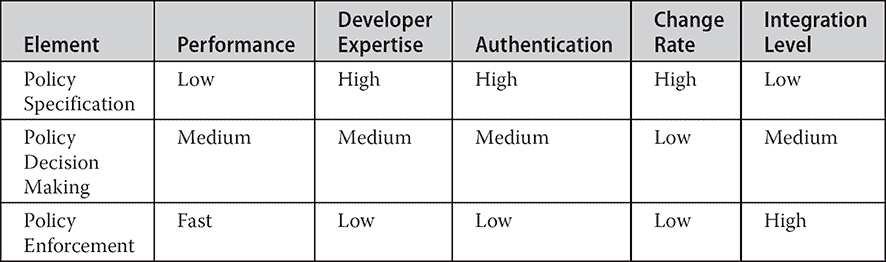 Element Performance Developer Expertise Authentication Change Rate Integration Level
Policy Specification Low High High High Low
Policy Decision Making Medium Medium Medium Low Medium
Policy Enforcement Fast Low Low Low High